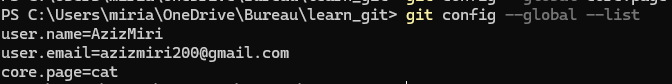 PS C:\Users\miria\OneDrive\Bureau\learn_git> git config --global --list
user.name=AzizMiri
user.email=azizmiri200@gmail.com
core.page=cat